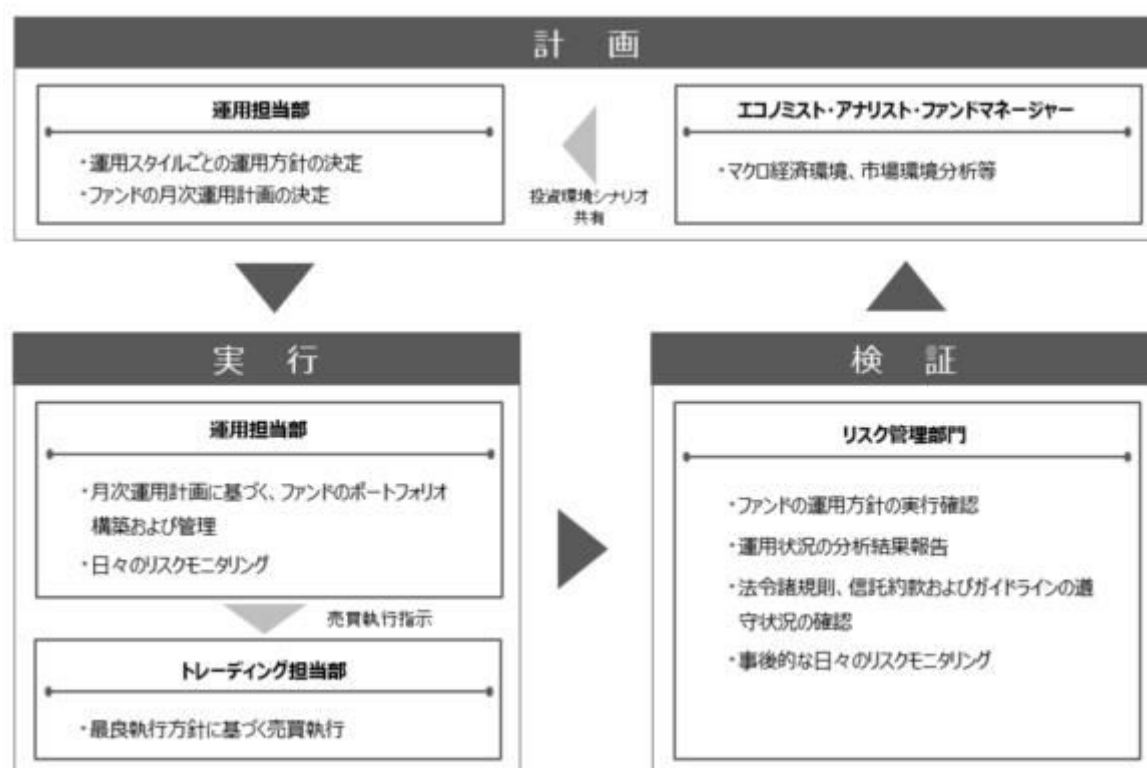 計 画
運用担当部
・運用スタイルごとの運用方針の決定
・ファンドの月次運用計画の決定
投資環境シナリオ
共有
エコノミスト・アナリスト・ファンドマネージャー
・マクロ経済環境、市場環境分析等
実 行
運用担当部
・月次運用計画に基づく、ファンドのポートフォリオ
構築および管理
・日々のリスクモニタリング
売買執行指示
トレーディング担当部
・最良執行方針に基づく売買執行
検 証
リスク管理部門
・ファンドの運用方針の実行確認
・運用状況の分析結果報告
・法令諸規則、信託約款およびガイドラインの遵
守状況の確認
・事後的な日々のリスクモニタリング